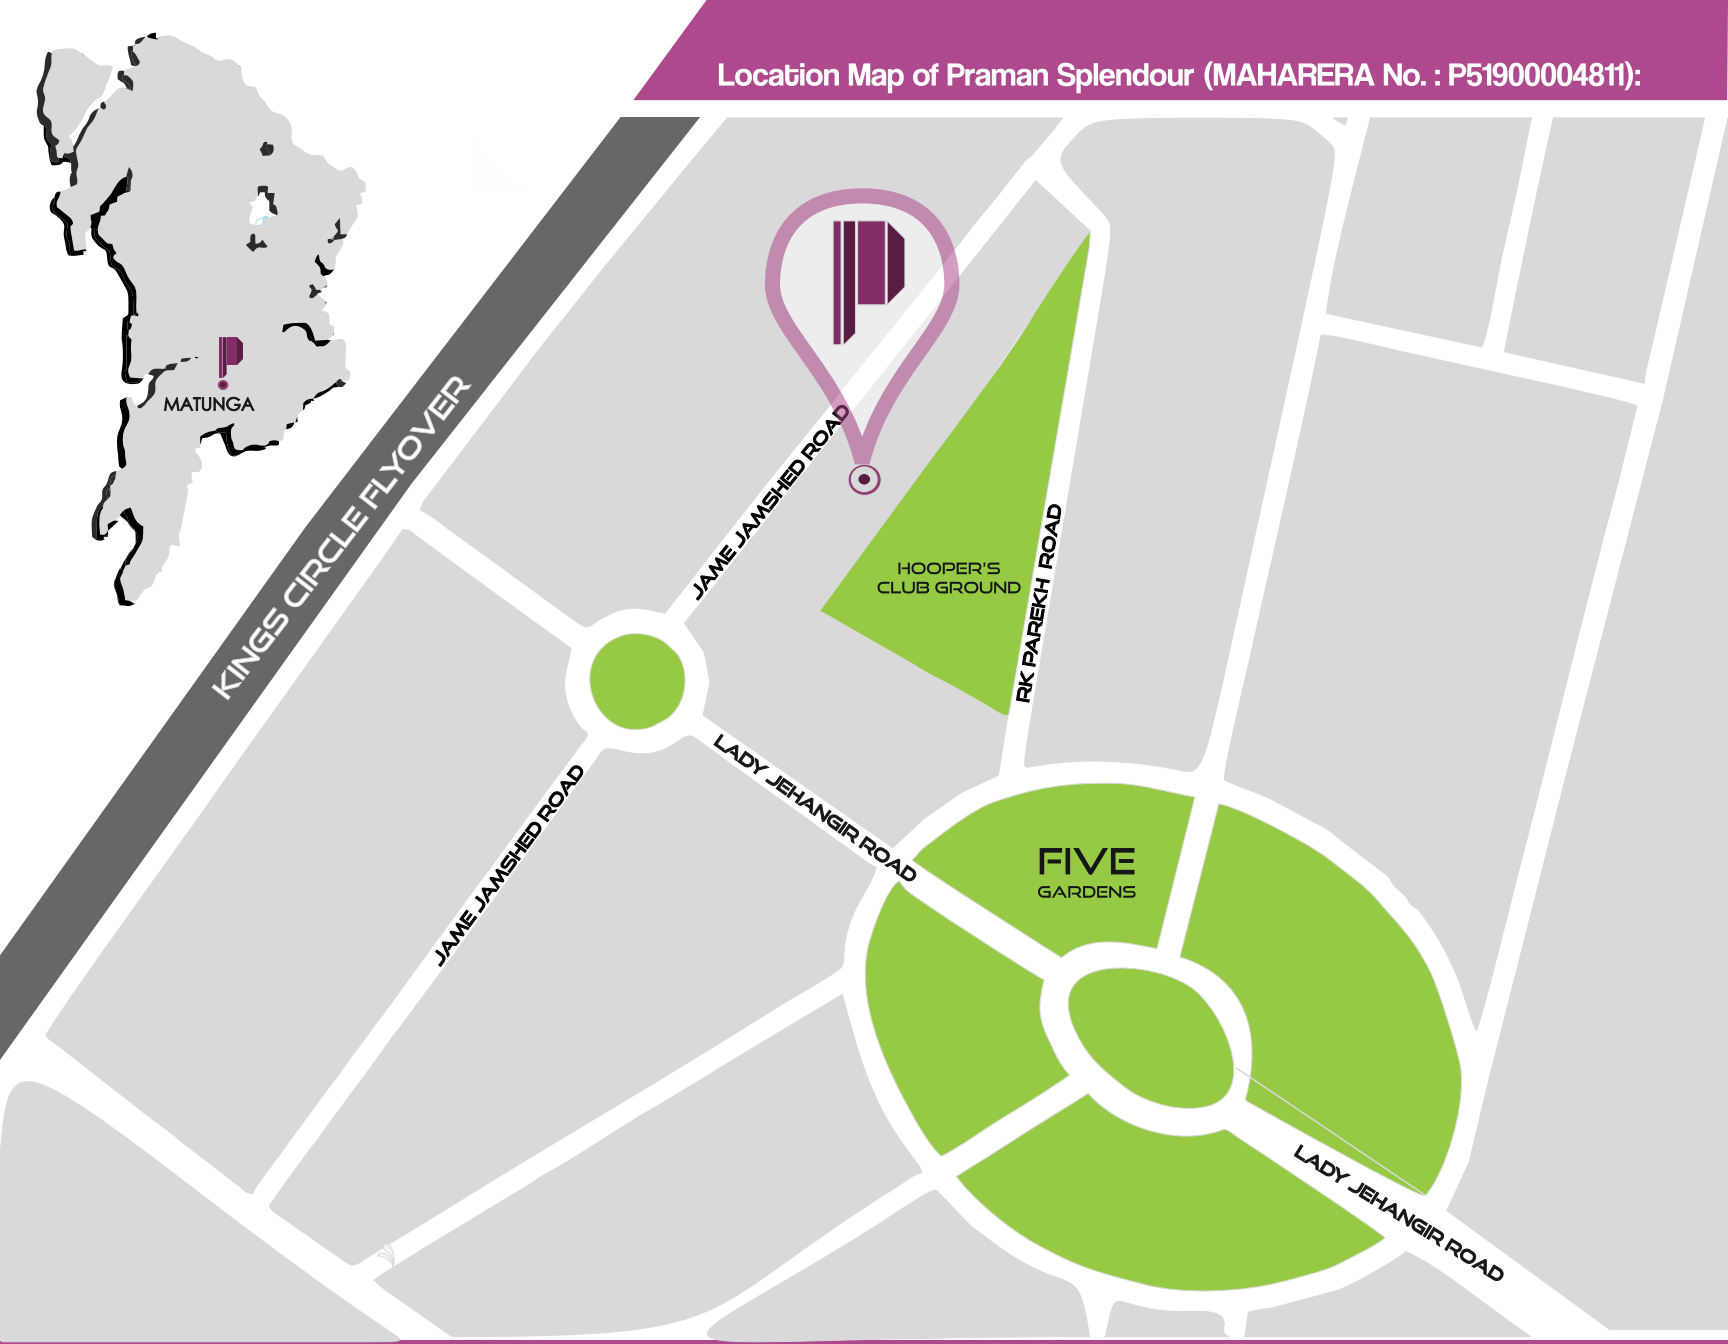 Location Map of Praman Splendour (MAHARERA No. : P51900004811):
MATUNGA
KINGS CIRCLE FLYOVER
JAME JAMSHED ROAD
HOOPER'S
CLUB GROUND
RK PAREKH ROAD
LADY JEHANGIR ROAD
JAME JAMSHED ROAD
FIVE
GARDENS
LADY JEHANGIR ROAD